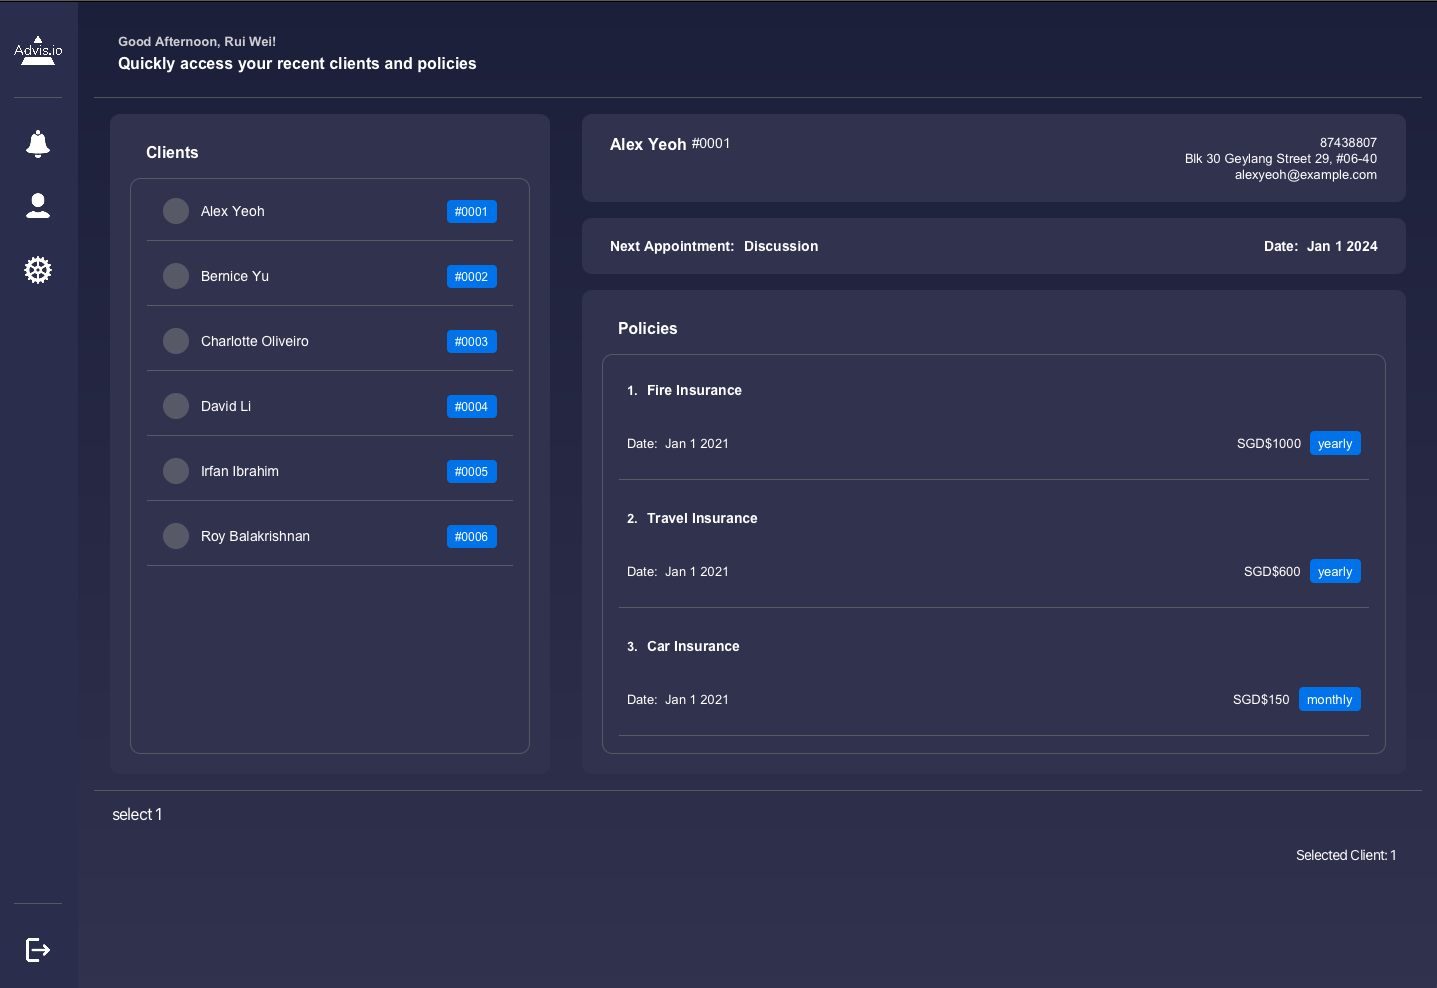 Advis.io
Good Afternoon, Rui Wei!
Quickly access your recent clients and policies
Clients
Alex Yeoh #0001
Bernice Yu #0002
Charlotte Oliveiro #0003
David Li #0004
Irfan Ibrahim #0005
Roy Balakrishnan #0006
Alex Yeoh #0001
87438807
Blk 30 Geylang Street 29, #06-40
alexyeoh@example.com
Next Appointment: Discussion Date: Jan 1 2024
Policies
1. Fire Insurance
Date: Jan 1 2021 SGD$1000 yearly
2. Travel Insurance
Date: Jan 1 2021 SGD$600 yearly
3. Car Insurance
Date: Jan 1 2021 SGD$150 monthly
select 1
Selected Client: 1